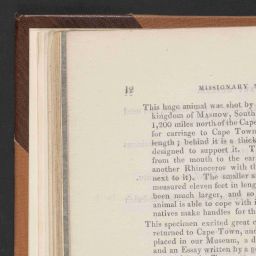 12
MISSIONARY
This huge animal was shot by
kingdom of MASHOW, South
1,200 miles north of the Cape
for carriage to Cape Town
length; behind it is a thick
designed to support it. T
from the mouth to the ear
another Rhinoceros with th
next to it). The smaller a
measured eleven feet in leng
been much larger, and so
animal is able to cope with i
natives make handles for th
This specimen excited great c
returned to Cape Town, and
placed in our Museum, a d
and an Essay written by a ge